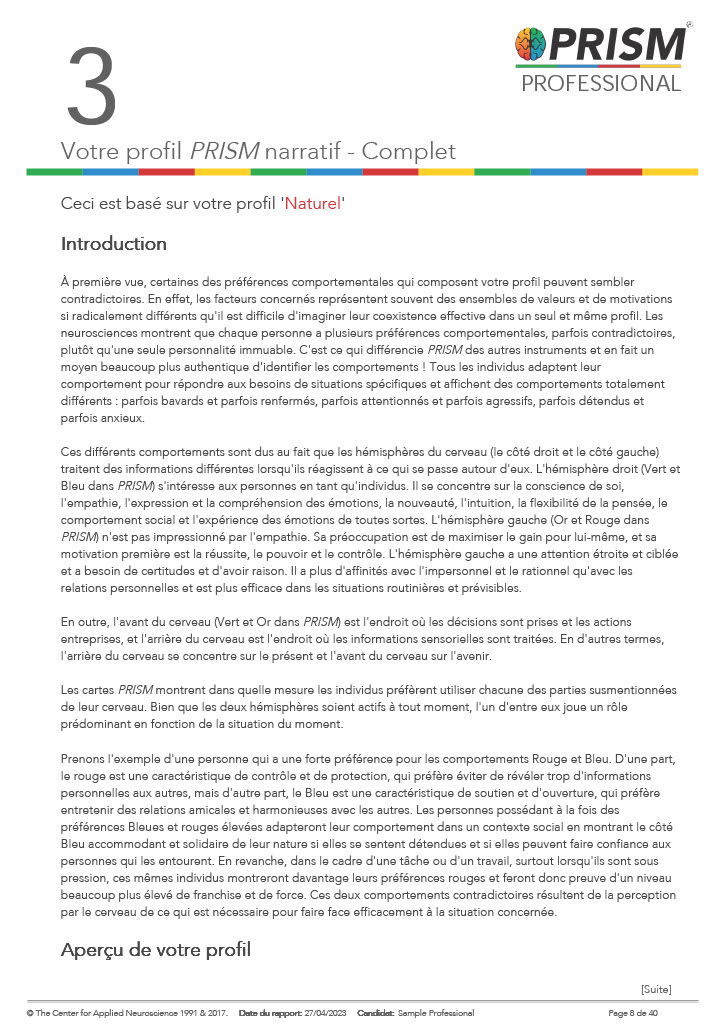 3
PRISM
PROFESSIONAL
Votre profil PRISM narratif - Complet
Ceci est basé sur votre profil 'Naturel'
Introduction
À première vue, certaines des préférences comportementales qui composent votre profil peuvent sembler
contradictoires. En effet, les facteurs concernés représentent souvent des ensembles de valeurs et de motivations
si radicalement différents qu'il est difficile d'imaginer leur coexistence effective dans un seul et même profil. Les
neurosciences montrent que chaque personne a plusieurs préférences comportementales, parfois contradictoires,
plutôt qu'une seule personnalité immuable. C'est ce qui différencie PRISM des autres instruments et en fait un
moyen beaucoup plus authentique d'identifier les comportements ! Tous les individus adaptent leur
comportement pour répondre aux besoins de situations spécifiques et affichent des comportements totalement
différents : parfois bavards et parfois renfermés, parfois attentionnés et parfois agressifs, parfois détendus et
parfois anxieux.
Ces différents comportements sont dus au fait que les hémisphères du cerveau (le côté droit et le côté gauche)
traitent des informations différentes lorsqu'ils réagissent à ce qui se passe autour d'eux. L'hémisphère droit (Vert et
Bleu dans PRISM) s'intéresse aux personnes en tant qu'individus. Il se concentre sur la conscience de soi,
l'empathie, l'expression et la compréhension des émotions, la nouveauté, l'intuition, la flexibilité de la pensée, le
comportement social et l'expérience des émotions de toutes sortes. L'hémisphère gauche (Or et Rouge dans
PRISM) n'est pas impressionné par l'empathie. Sa préoccupation est de maximiser le gain pour lui-même, et sa
motivation première est la réussite, le pouvoir et le contrôle. L'hémisphère gauche a une attention étroite et ciblée
et a besoin de certitudes et d'avoir raison. Il a plus d'affinités avec l'impersonnel et le rationnel qu'avec les
relations personnelles et est plus efficace dans les situations routinières et prévisibles.
En outre, l'avant du cerveau (Vert et Or dans PRISM) est l'endroit où les décisions sont prises et les actions
entreprises, et l'arrière du cerveau est l'endroit où les informations sensorielles sont traitées. En d'autres termes,
l'arrière du cerveau se concentre sur le présent et l'avant du cerveau sur l'avenir.
Les cartes PRISM montrent dans quelle mesure les individus préfèrent utiliser chacune des parties susmentionnées
de leur cerveau. Bien que les deux hémisphères soient actifs à tout moment, l'un d'entre eux joue un rôle
prédominant en fonction de la situation du moment.
Prenons l'exemple d'une personne qui a une forte préférence pour les comportements Rouge et Bleu. D'une part,
le rouge est une caractéristique de contrôle et de protection, qui préfère éviter de révéler trop d'informations
personnelles aux autres, mais d'autre part, le Bleu est une caractéristique de soutien et d'ouverture, qui préfère
entretenir des relations amicales et harmonieuses avec les autres. Les personnes possédant à la fois des
préférences Bleues et rouges élevées adapteront leur comportement dans un contexte social en montrant le côté
Bleu accommodant et solidaire de leur nature si elles se sentent détendues et si elles peuvent faire confiance aux
personnes qui les entourent. En revanche, dans le cadre d'une tâche ou d'un travail, surtout lorsqu'ils sont sous
pression, ces mêmes individus montreront davantage leurs préférences rouges et feront donc preuve d'un niveau
beaucoup plus élevé de franchise et de force. Ces deux comportements contradictoires résultent de la perception
par le cerveau de ce qui est nécessaire pour faire face efficacement à la situation concernée.
Aperçu de votre profil
[Suite]
© The Center for Applied Neuroscience 1991 & 2017. Date du rapport: 27/04/2023 Candidat: Sample Professional Page 8 de 40